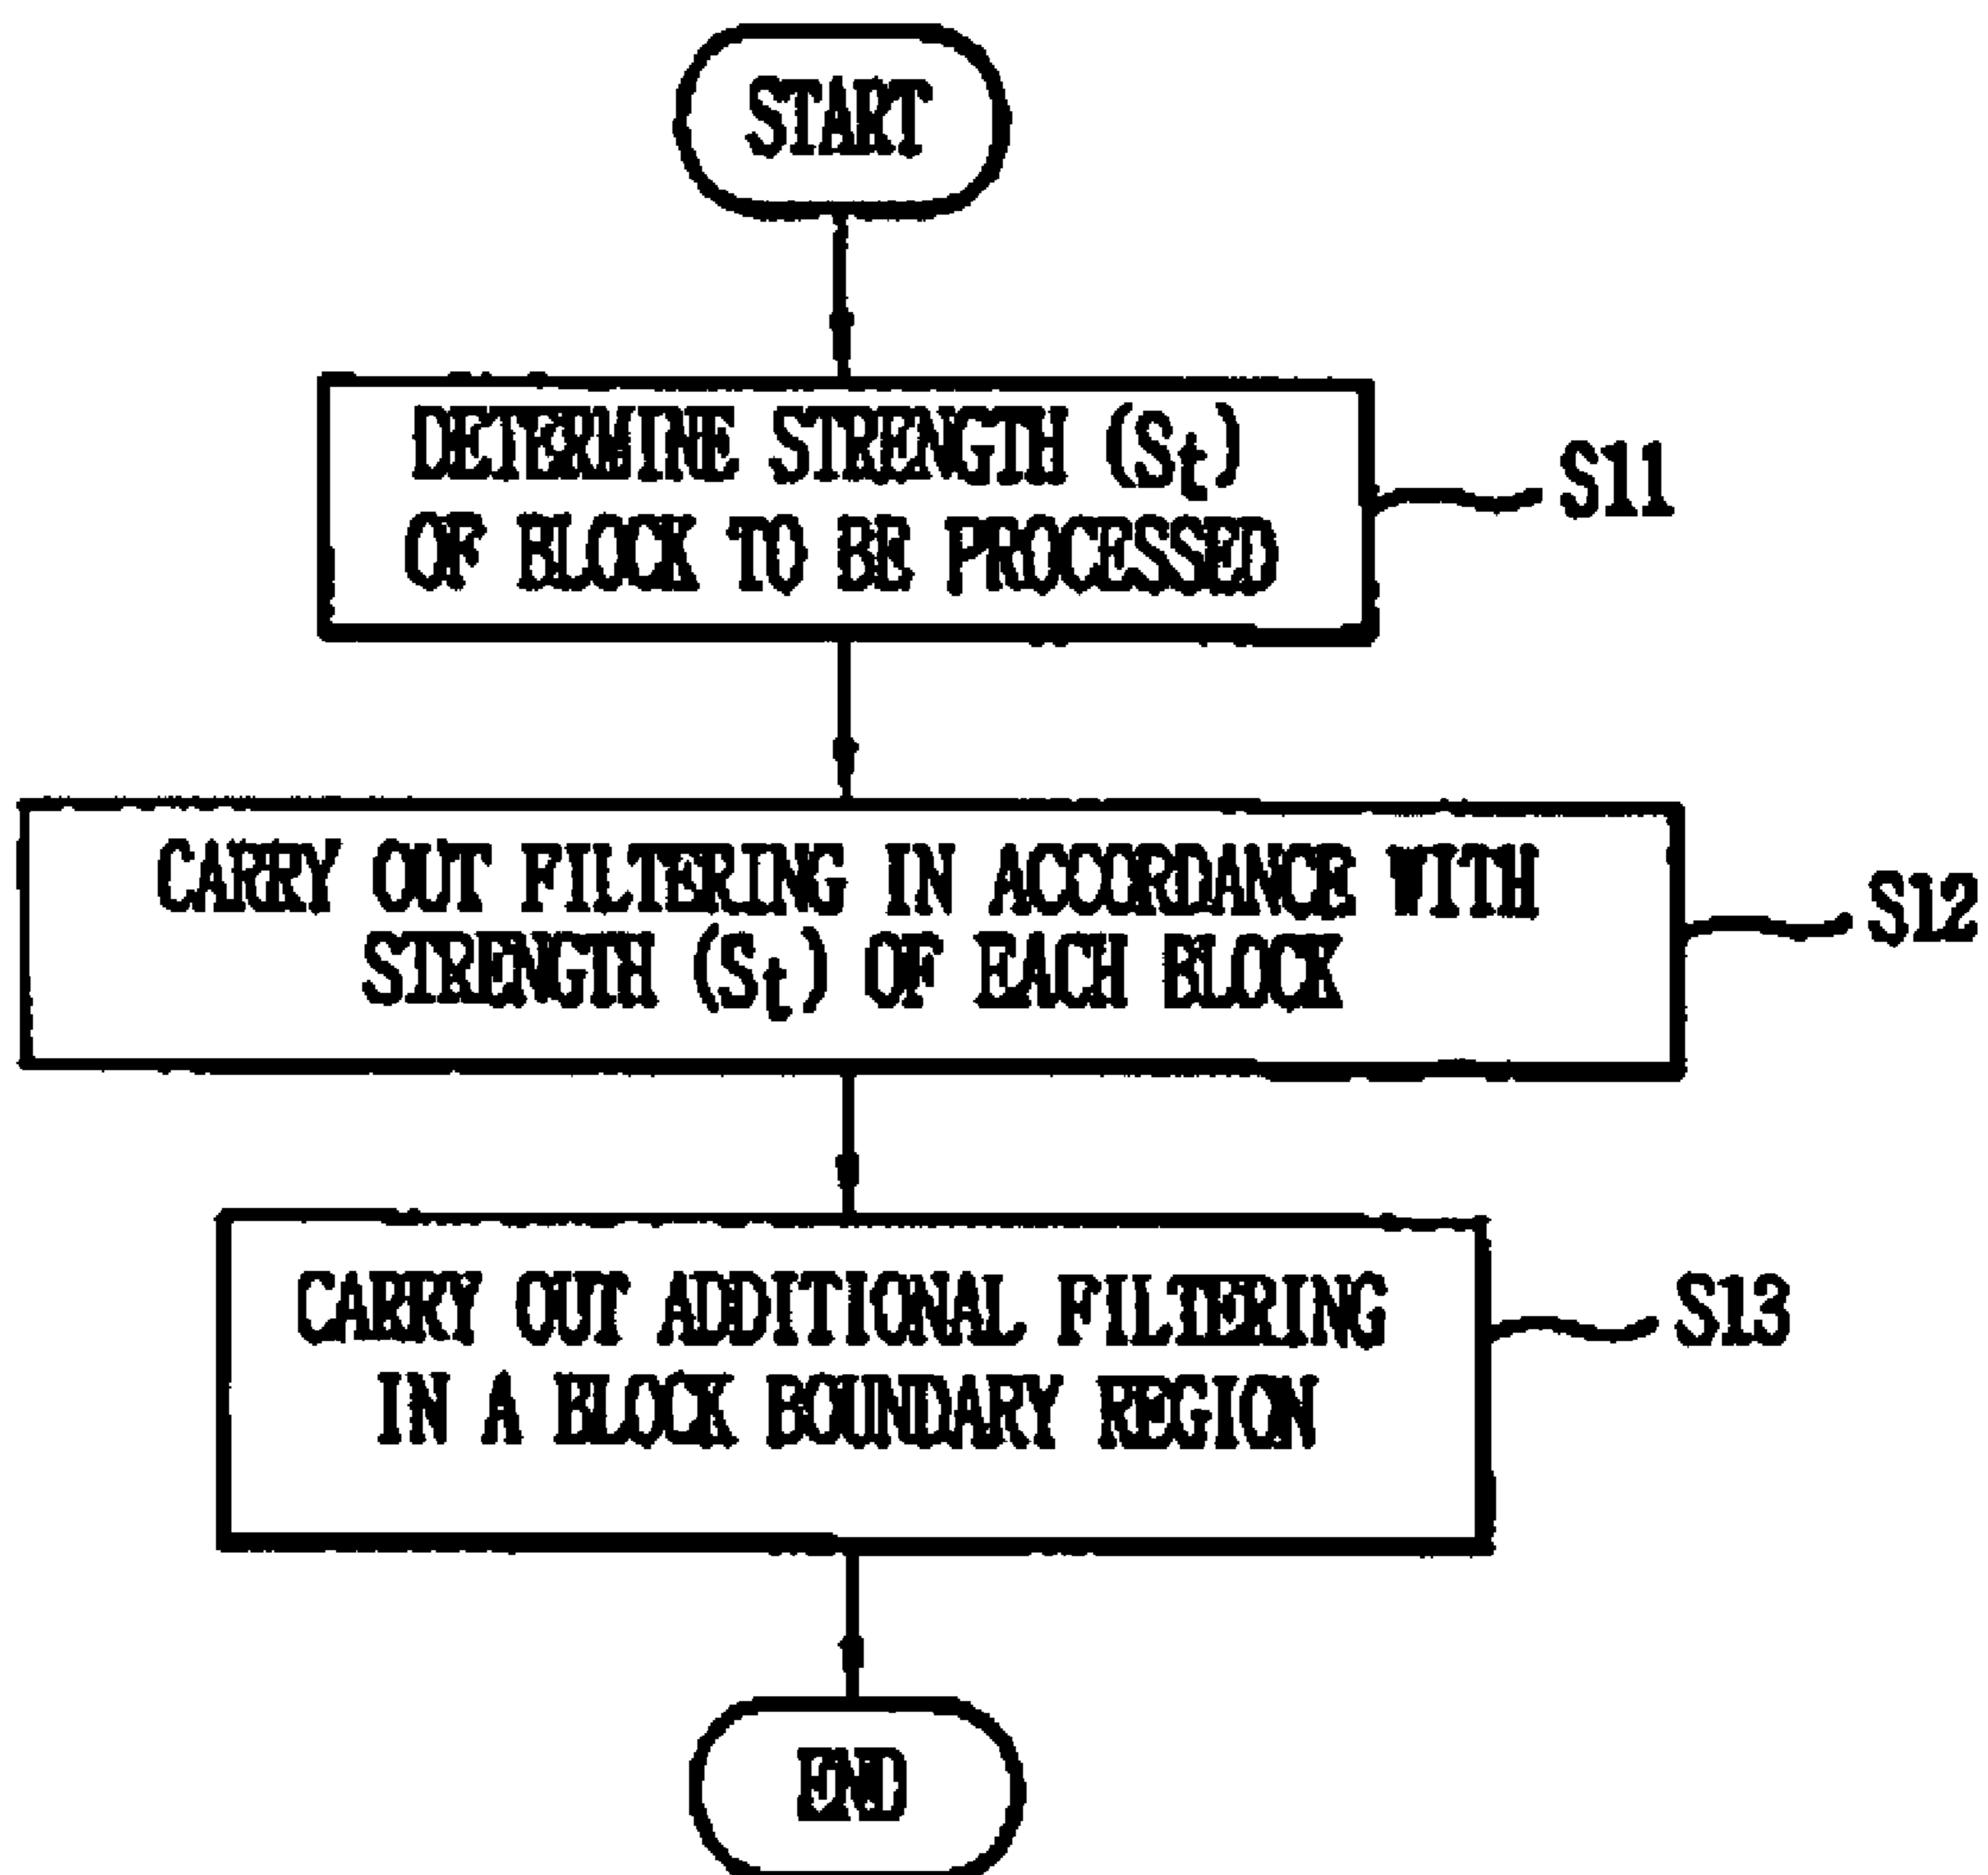 START
DETERMINE STRENGTH (St)
OF BLOCK TO BE PROCESSED
S11
CARRY OUT FILTERING IN ACCORDANCE WITH
STRENGTH (St) OF EACH BLOCK
S12
CARRY OUT ADDITIONAL FILTERING
IN A BLOCK BOUNDARY REGION
S13
END